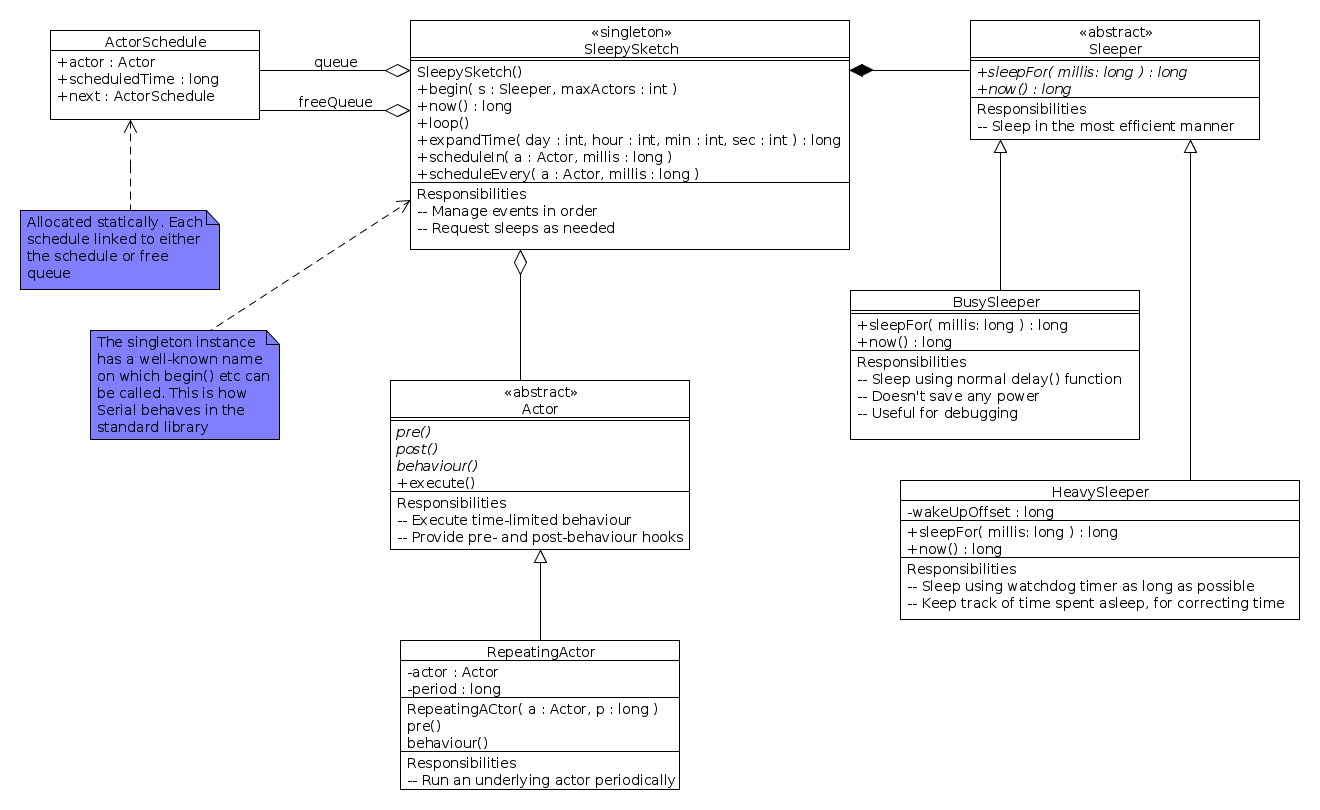 ActorSchedule
+actor : Actor
+scheduledTime : long
+next : ActorSchedule
queue
freeQueue
«singleton»
SleepySketch
SleepySketch()
+begin( s : Sleeper, maxActors : int )
+now() : long
+loop()
+expandTime( day : int, hour : int, min : int, sec : int ) : long
+scheduleIn( a : Actor, millis : long )
+scheduleEvery( a : Actor, millis : long )
Responsibilities
-- Manage events in order
-- Request sleeps as needed
«abstract»
Sleeper
+sleepFor( millis: long ) : long
+now() : long
Responsibilities
-- Sleep in the most efficient manner
Allocated statically. Each
schedule linked to either
the schedule or free
queue
The singleton instance
has a well-known name
on which begin() etc can
be called. This is how
Serial behaves in the
standard library
BusySleeper
+sleepFor( millis: long ) : long
+now() : long
Responsibilities
-- Sleep using normal delay() function
-- Doesn't save any power
-- Useful for debugging
«abstract»
Actor
pre()
post()
behaviour()
+execute()
Responsibilities
-- Execute time-limited behaviour
-- Provide pre- and post-behaviour hooks
HeavySleeper
-wakeUpOffset : long
+sleepFor( millis: long ) : long
+now() : long
Responsibilities
-- Sleep using watchdog timer as long as possible
-- Keep track of time spent asleep, for correcting time
RepeatingActor
-actor : Actor
-period : long
RepeatingACtor( a : Actor, p : long )
pre()
behaviour()
Responsibilities
-- Run an underlying actor periodically